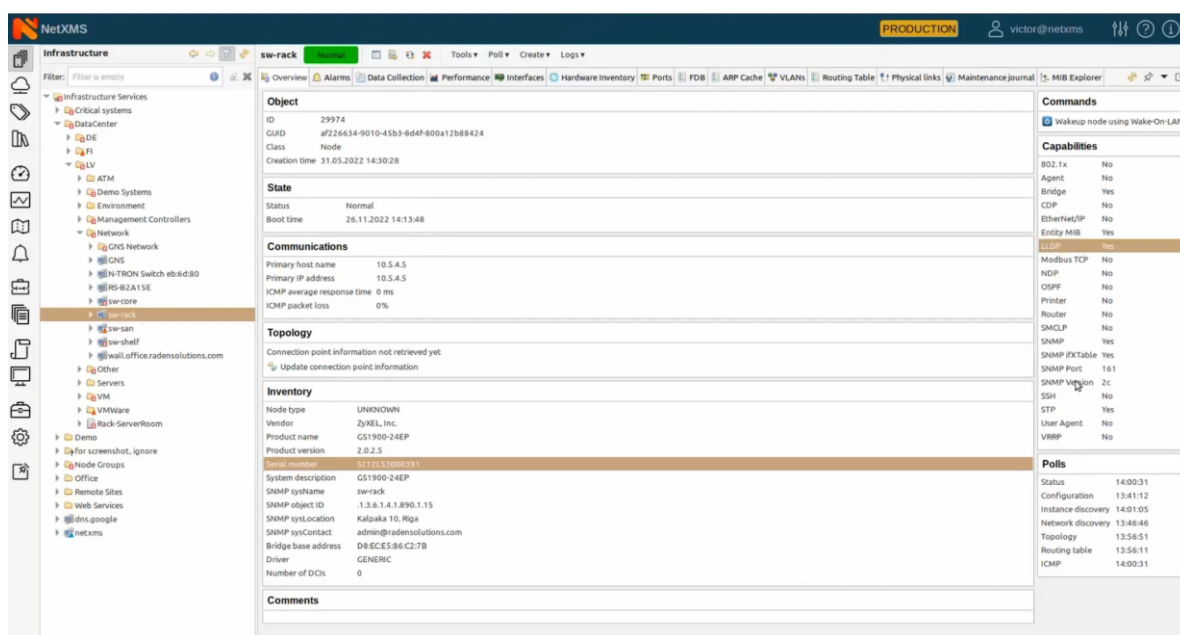 NetXMS PRODUCTION victor@netxms
Infrastructure
Filter: Filter is empty
Infrastructure Services
Critical systems
DataCenter
DE
FI
LV
ATM
Demo Systems
Environment
Management Controllers
Network
GNS Network
GNS
N-TRON Switch eb:6d:80
RS-B2A15E
sw-core
sw-rack
sw-san
sw-shelf
wall.office.radensolutions.com
Other
Servers
VM
VMWare
Rack-ServerRoom
Demo
for screenshot, ignore
Node Groups
Office
Remote Sites
Web Services
dns.google
netxms
sw-rack Normal Tools Poll Create Logs
Overview Alarms Data Collection Performance Interfaces Hardware Inventory Ports FDB ARP Cache VLANs Routing Table Physical links Maintenance journal MIB Explorer
Object
ID 29974
GUID af226634-9010-45b3-8d4f-800a12b88424
Class Node
Creation time 31.05.2022 14:30:28
State
Status Normal
Boot time 26.11.2022 14:13:48
Communications
Primary host name 10.5.4.5
Primary IP address 10.5.4.5
ICMP average response time 0 ms
ICMP packet loss 0%
Topology
Connection point information not retrieved yet
Update connection point information
Inventory
Node type UNKNOWN
Vendor ZyXEL, Inc.
Product name GS1900-24EP
Product version 2.0.2.5
Serial number S212L53000391
System description GS1900-24EP
SNMP sysName sw-rack
SNMP object ID .1.3.6.1.4.1.890.1.15
SNMP sysLocation Kalpaka 10, Riga
SNMP sysContact admin@radensolutions.com
Bridge base address D8:EC:E5:86:C2:7B
Driver GENERIC
Number of DCIs 0
Comments
Commands
Wakeup node using Wake-On-LAN
Capabilities
802.1x No
Agent No
Bridge Yes
CDP No
EtherNet/IP No
Entity MIB Yes
LLDP Yes
Modbus TCP No
NDP No
OSPF No
Printer No
Router No
SMCLP No
SNMP Yes
SNMP ifXTable Yes
SNMP Port 161
SNMP Version 2c
SSH No
STP Yes
User Agent No
VRRP No
Polls
Status 14:00:31
Configuration 13:41:12
Instance discovery 14:01:05
Network discovery 13:46:46
Topology 13:56:51
Routing table 13:56:11
ICMP 14:00:31